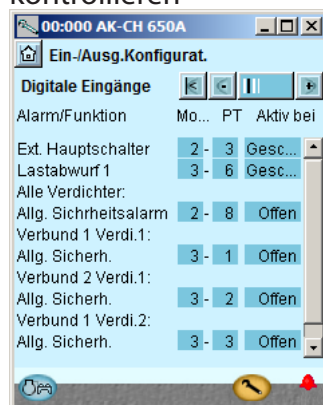 kontrollieren
00:000 AK-CH 650A
Ein-/Ausg.Konfigurat.
Digitale Eingänge
Alarm/Funktion Mo... PT Aktiv bei
Ext. Hauptschalter 2 - 3 Gesc...
Lastabwurf 1 3 - 6 Gesc...
Alle Verdichter:
Allg. Sichrheitsalarm 2 - 8 Offen
Verbund 1 Verdi.1:
Allg. Sicherh. 3 - 1 Offen
Verbund 2 Verdi.1:
Allg. Sicherh. 3 - 2 Offen
Verbund 1 Verdi.2:
Allg. Sicherh. 3 - 3 Offen